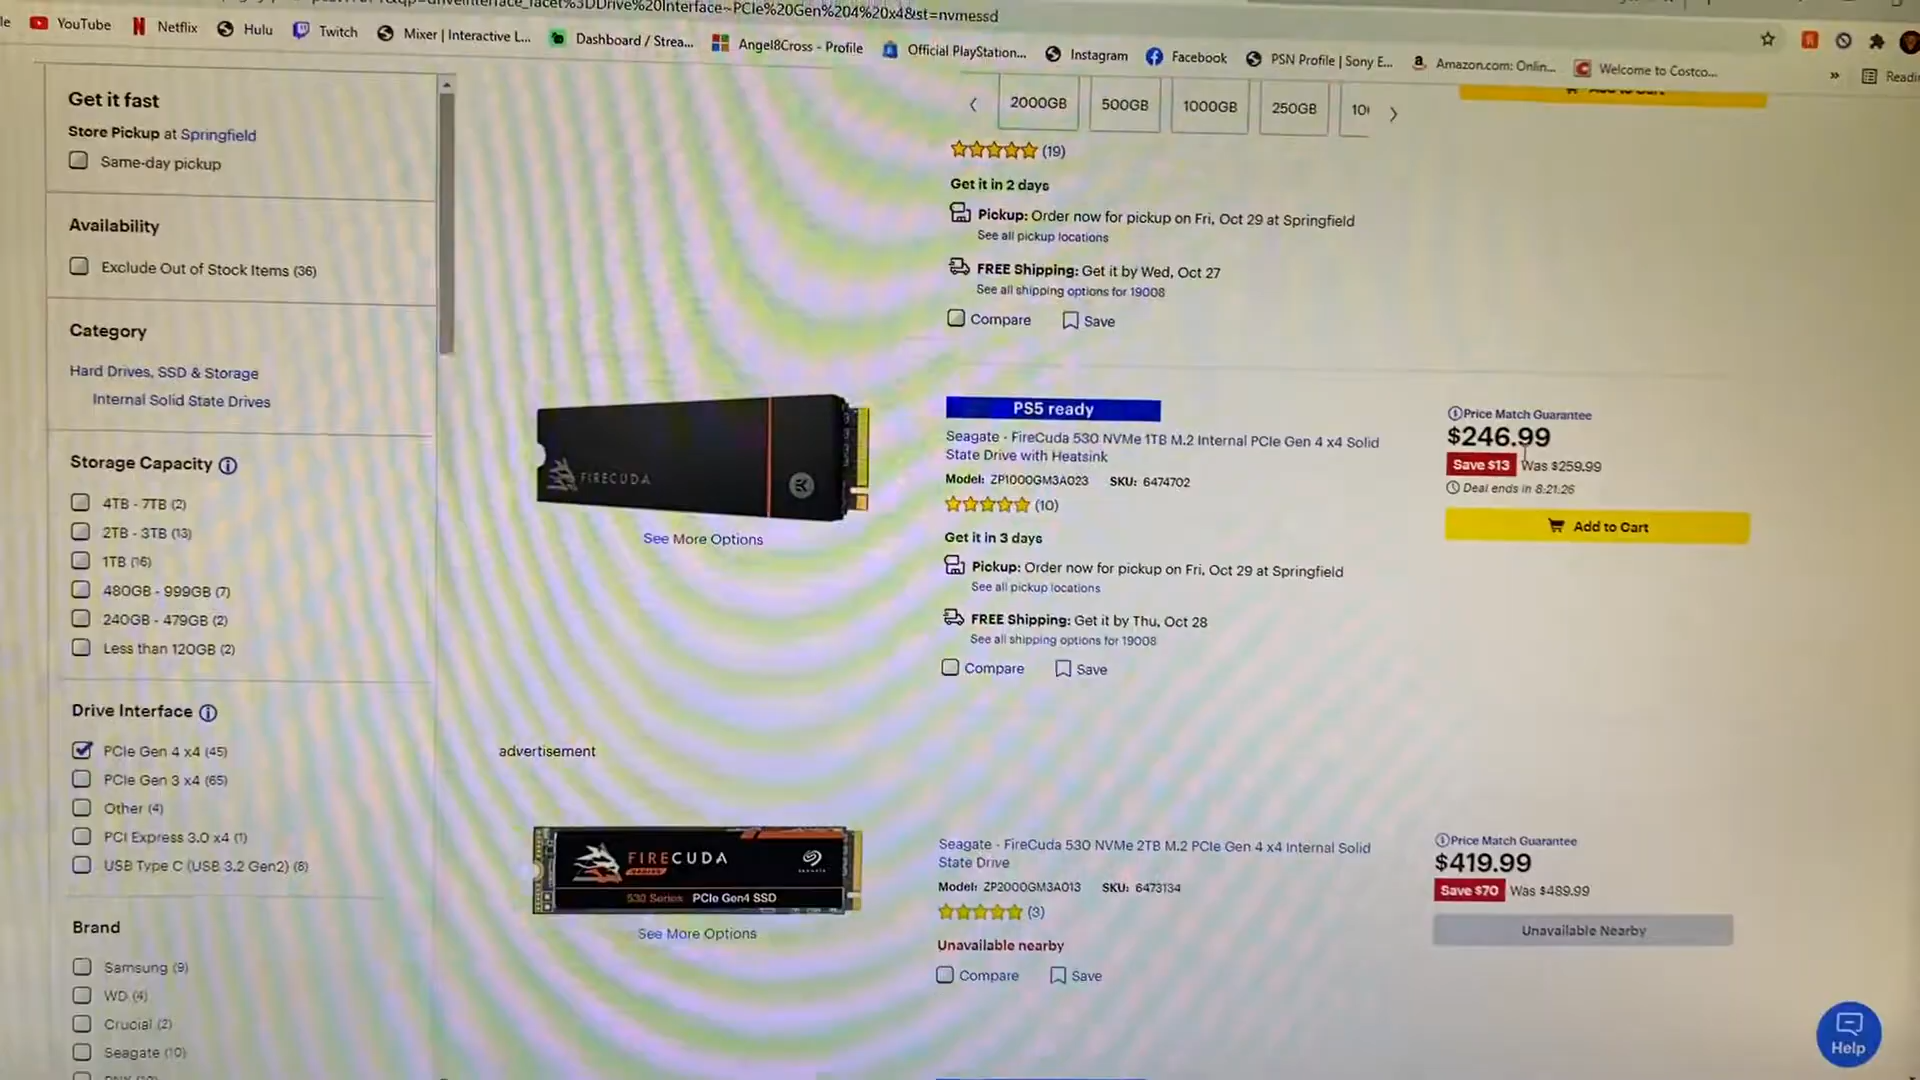 PCIe%20Gen%204%20x4&st=nvmessd
YouTube
Netflix
Hulu
Twitch
Mixer | Interactive L...
Dashboard / Strea...
Angel8Cross - Profile
Official PlayStation...
Instagram
Facebook
PSN Profile | Sony E...
Amazon.com: Onlin...
Welcome to Costco...
»
Get it fast
Store Pickup at Springfield
Same-day pickup
Availability
Exclude Out of Stock Items (36)
Category
Hard Drives, SSD & Storage
Internal Solid State Drives
Storage Capacity
4TB - 7TB (2)
2TB - 3TB (13)
1TB (16)
480GB - 999GB (7)
240GB - 479GB (2)
Less than 120GB (2)
Drive Interface
PCIe Gen 4 x4 (45)
PCIe Gen 3 x4 (65)
Other (4)
PCI Express 3.0 x4 (1)
USB Type C (USB 3.2 Gen2) (6)
Brand
Samsung (9)
WD (4)
Crucial (2)
Seagate (10)
2000GB 500GB 1000GB 250GB
(19)
Get it in 2 days
Pickup: Order now for pickup on Fri, Oct 29 at Springfield
See all pickup locations
FREE Shipping: Get it by Wed, Oct 27
See all shipping options for 19008
Compare Save
FIRECUDA
See More Options
PS5 ready
Seagate - FireCuda 530 NVMe 1TB M.2 Internal PCIe Gen 4 x4 Solid
State Drive with Heatsink
Model: ZP1000GM3A023 SKU: 6474702
(10)
Get it in 3 days
Pickup: Order now for pickup on Fri, Oct 29 at Springfield
See all pickup locations
FREE Shipping: Get it by Thu, Oct 28
See all shipping options for 19008
Compare Save
Price Match Guarantee
$246.99
Save $13 Was $259.99
Deal ends in 8:21:26
Add to Cart
advertisement
FIRECUDA
530 Series PCIe Gen4 SSD
See More Options
Seagate - FireCuda 530 NVMe 2TB M.2 PCIe Gen 4 x4 Internal Solid
State Drive
Model: ZP2000GM3A013 SKU: 6473134
(3)
Unavailable nearby
Compare Save
Price Match Guarantee
$419.99
Save $70 Was $489.99
Unavailable Nearby
Help